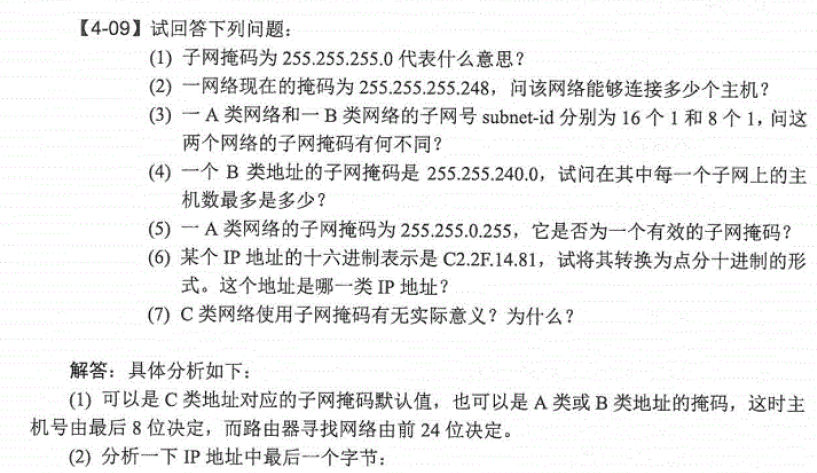 【4-09】试回答下列问题：
(1) 子网掩码为 255.255.255.0 代表什么意思？
(2) 一网络现在的掩码为 255.255.255.248，问该网络能够连接多少个主机？
(3) 一 A 类网络和一 B 类网络的子网号 subnet-id 分别为 16 个 1 和 8 个 1，问这
两个网络的子网掩码有何不同？
(4) 一个 B 类地址的子网掩码是 255.255.240.0，试问在其中每一个子网上的主
机数最多是多少？
(5) 一 A 类网络的子网掩码为 255.255.0.255，它是否为一个有效的子网掩码？
(6) 某个 IP 地址的十六进制表示是 C2.2F.14.81，试将其转换为点分十进制的形
式。这个地址是哪一类 IP 地址？
(7) C 类网络使用子网掩码有无实际意义？为什么？
解答：具体分析如下：
(1) 可以是 C 类地址对应的子网掩码默认值，也可以是 A 类或 B 类地址的掩码，这时主
机号由最后 8 位决定，而路由器寻找网络由前 24 位决定。
(2) 分析一下 IP 地址中最后一个字节：